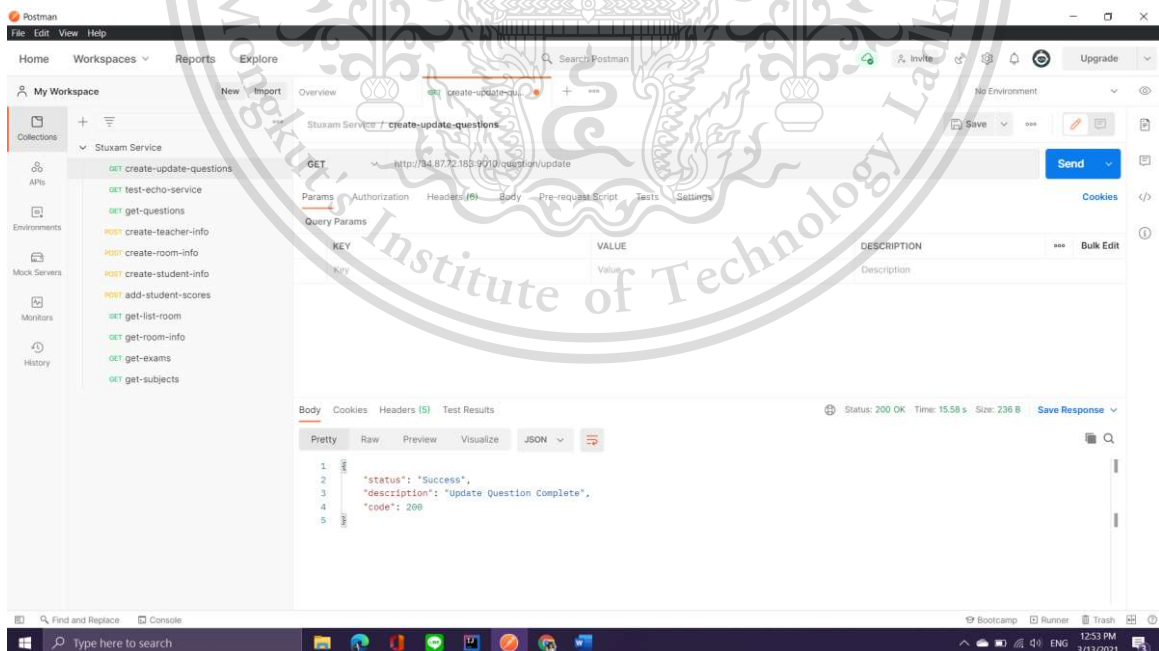 Postman
File Edit View Help
Home Workspaces Reports Explore Search Postman Invite Upgrade
My Workspace New Import Overview GET create-update-qu... No Environment
Stuxam Service / create-update-questions Save
Collections
APIs
Environments
Mock Servers
Monitors
History
Stuxam Service
GET create-update-questions
GET test-echo-service
GET get-questions
POST create-teacher-info
POST create-room-info
POST create-student-info
POST add-student-scores
GET get-list-room
GET get-room-info
GET get-exams
GET get-subjects
GET http://34.87.72.183:9010/question/update Send
Params Authorization Headers (6) Body Pre-request Script Tests Settings Cookies
Query Params
KEY VALUE DESCRIPTION Bulk Edit
Key Value Description
Body Cookies Headers (5) Test Results Status: 200 OK Time: 15.58 s Size: 236 B Save Response
Pretty Raw Preview Visualize JSON
1 {
2 "status": "Success",
3 "description": "Update Question Complete",
4 "code": 200
5 }
Find and Replace Console Bootcamp Runner Trash
Type here to search ENG 12:53 PM
3/13/2021
Mongkut's Institute of Technology